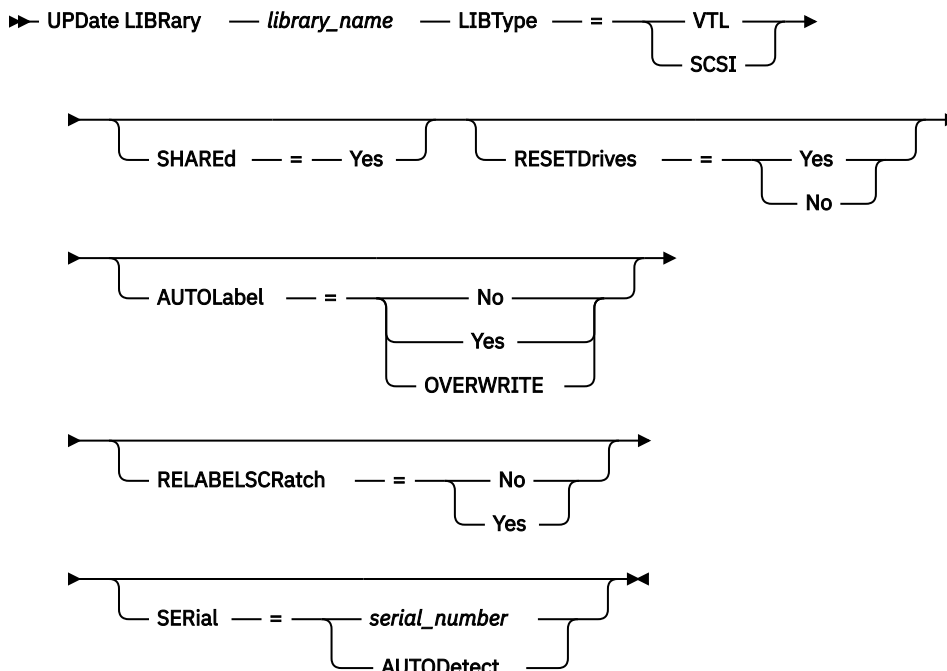 UPDate LIBRary library_name LIBType = VTL
SCSI
SHAREd = Yes RESETDrives = Yes
No
AUTOLabel = No
Yes
OVERWRITE
RELABELSCRatch = No
Yes
SERial = serial_number
AUTODetect